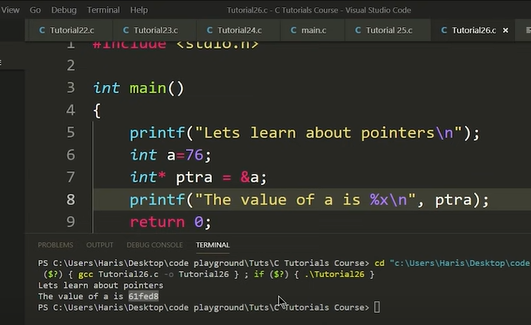 View Go Debug Terminal Help Tutorial26.c - C Tutorials Course - Visual Studio Code
Tutorial22.c Tutorial23.c Tutorial24.c main.c Tutorial 25.c Tutorial26.c
1 #include <stdio.h>
2
3 int main()
4 {
5 printf("Lets learn about pointers\n");
6 int a=76;
7 int* ptra = &a;
8 printf("The value of a is %x\n", ptra);
9 return 0;
PROBLEMS OUTPUT DEBUG CONSOLE TERMINAL
PS C:\Users\Haris\Desktop\code playground\Tuts\C Tutorials Course> cd "c:\Users\Haris\Desktop\code
($?) { gcc Tutorial26.c -o Tutorial26 } ; if ($?) { .\Tutorial26 }
Lets learn about pointers
The value of a is 61fed8
PS C:\Users\Haris\Desktop\code playground\Tuts\C Tutorials Course>